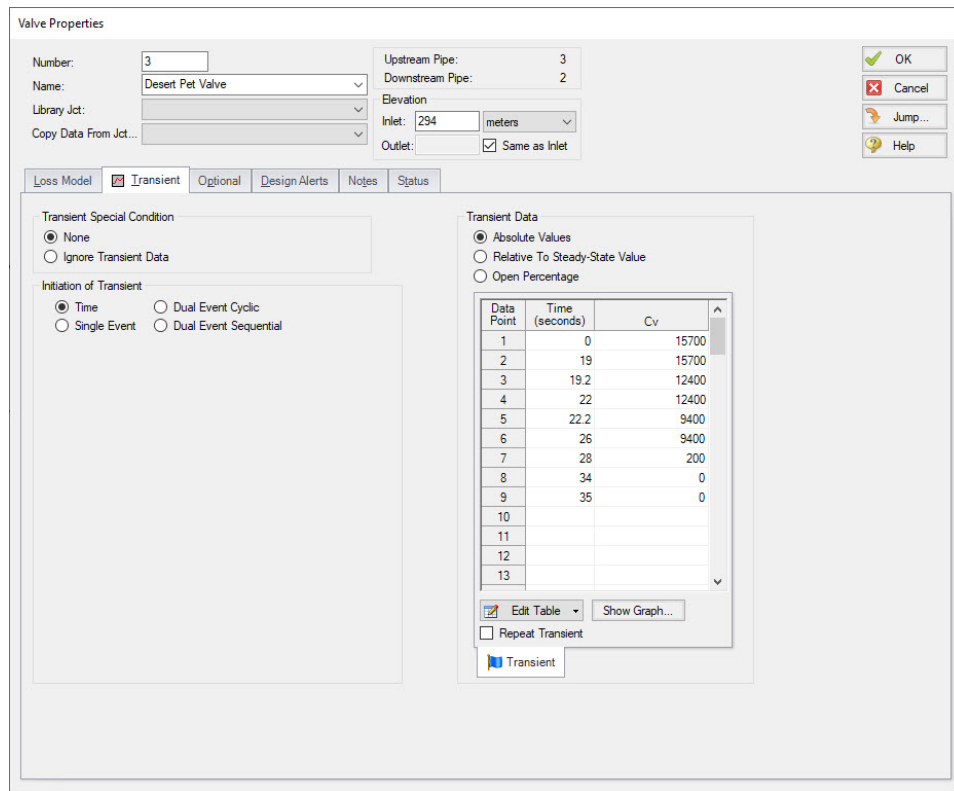 Valve Properties
Number: 3
Name: Desert Pet Valve
Library Jct:
Copy Data From Jct...
Upstream Pipe: 3
Downstream Pipe: 2
Elevation
Inlet: 294 meters
Outlet: Same as Inlet
OK
Cancel
Jump...
Help
Loss Model Transient Optional Design Alerts Notes Status
Transient Special Condition
None
Ignore Transient Data
Initiation of Transient
Time Dual Event Cyclic
Single Event Dual Event Sequential
Transient Data
Absolute Values
Relative To Steady-State Value
Open Percentage
Data Point Time (seconds) Cv
1 0 15700
2 19 15700
3 19.2 12400
4 22 12400
5 22.2 9400
6 26 9400
7 28 200
8 34 0
9 35 0
10
11
12
13
Edit Table Show Graph...
Repeat Transient
Transient